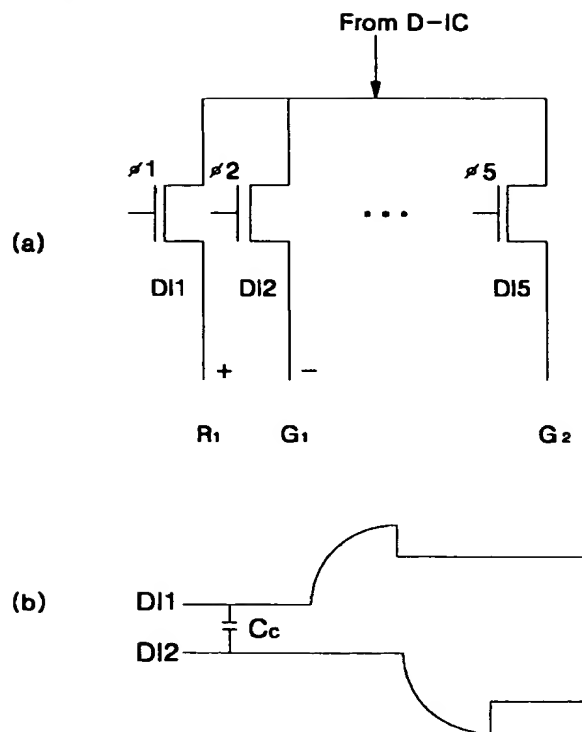 From D-IC
ø1 ø2 ø5
(a)
DI1 DI2 DI5
+ −
R1 G1 G2
(b)
DI1
Cc
DI2